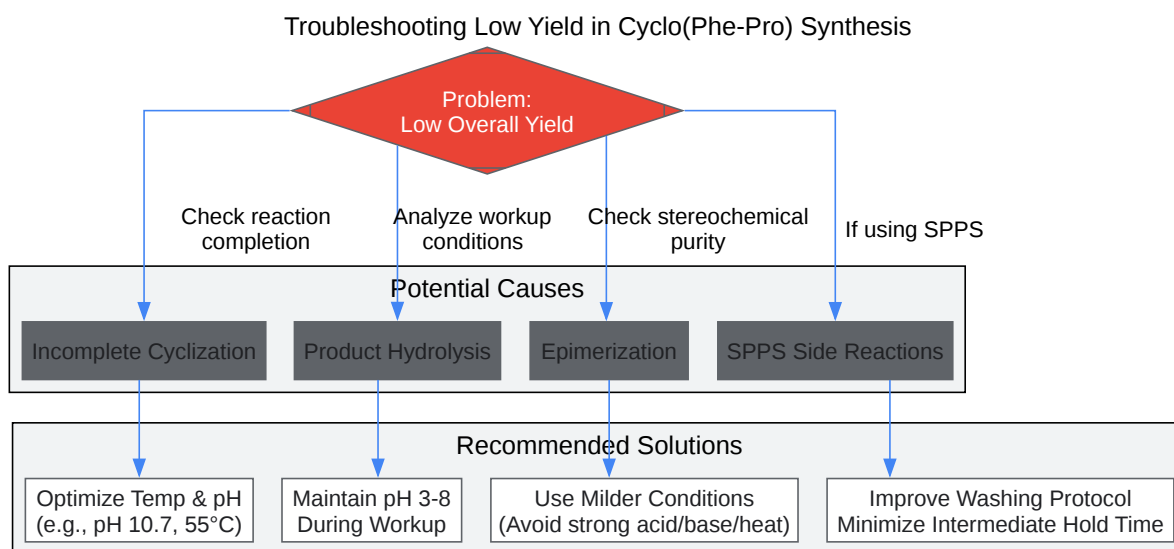 Troubleshooting Low Yield in Cyclo(Phe-Pro) Synthesis
Problem:
Low Overall Yield
Check reaction
completion
Analyze workup
conditions
Check stereochemical
purity
If using SPPS
Potential Causes
Incomplete Cyclization
Product Hydrolysis
Epimerization
SPPS Side Reactions
Recommended Solutions
Optimize Temp & pH
(e.g., pH 10.7, 55°C)
Maintain pH 3-8
During Workup
Use Milder Conditions
(Avoid strong acid/base/heat)
Improve Washing Protocol
Minimize Intermediate Hold Time